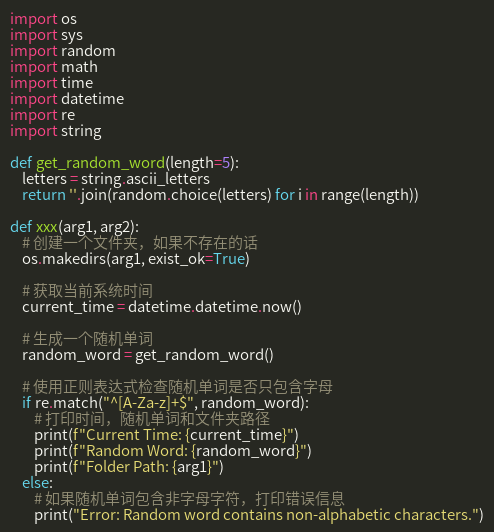 import os
import sys
import random
import math
import time
import datetime
import re
import string

def get_random_word(length=5):
    letters = string.ascii_letters
    return ''.join(random.choice(letters) for i in range(length))

def xxx(arg1, arg2):
    # 创建一个文件夹，如果不存在的话
    os.makedirs(arg1, exist_ok=True)

    # 获取当前系统时间
    current_time = datetime.datetime.now()

    # 生成一个随机单词
    random_word = get_random_word()

    # 使用正则表达式检查随机单词是否只包含字母
    if re.match("^[A-Za-z]+$", random_word):
        # 打印时间，随机单词和文件夹路径
        print(f"Current Time: {current_time}")
        print(f"Random Word: {random_word}")
        print(f"Folder Path: {arg1}")
    else:
        # 如果随机单词包含非字母字符，打印错误信息
        print("Error: Random word contains non-alphabetic characters.")